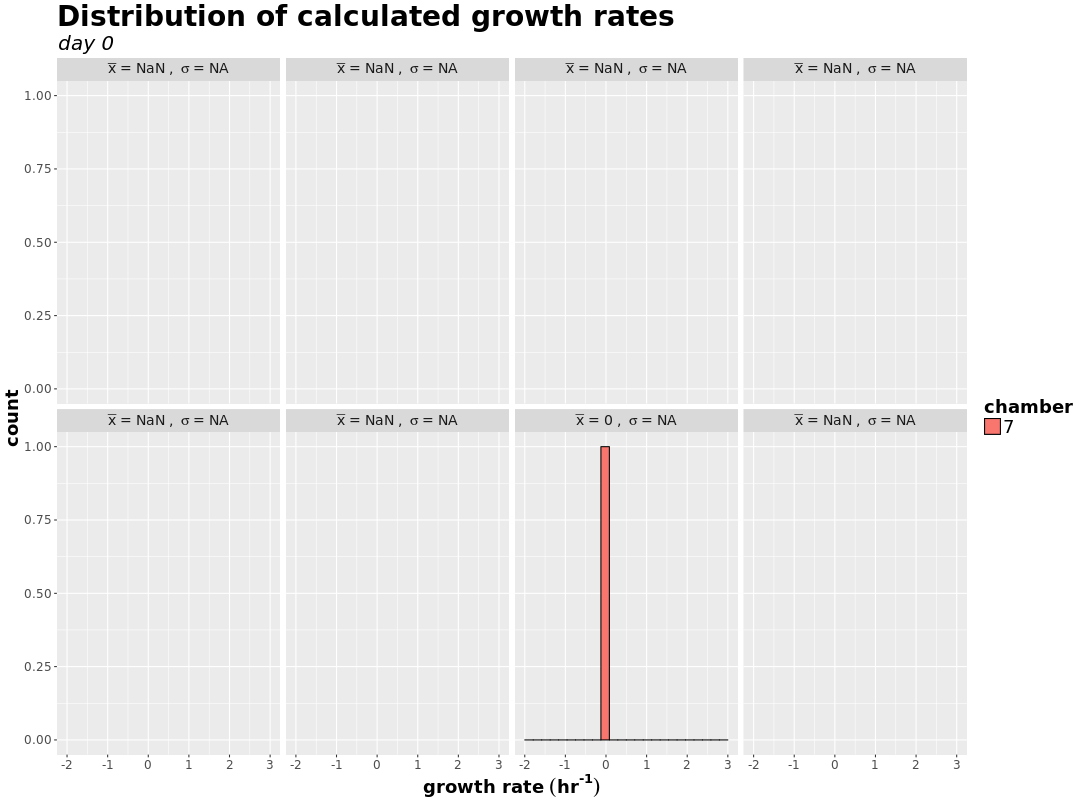 Distribution of calculated growth rates
day 0
x̅ = NaN , σ = NA
x̅ = NaN , σ = NA
x̅ = NaN , σ = NA
x̅ = NaN , σ = NA
1.00
0.75
0.50
0.25
0.00
x̅ = NaN , σ = NA
x̅ = NaN , σ = NA
x̅ = 0 , σ = NA
x̅ = NaN , σ = NA
1.00
0.75
0.50
0.25
0.00
-2 -1 0 1 2 3
-2 -1 0 1 2 3
-2 -1 0 1 2 3
-2 -1 0 1 2 3
growth rate (hr⁻¹)
count
chamber
7